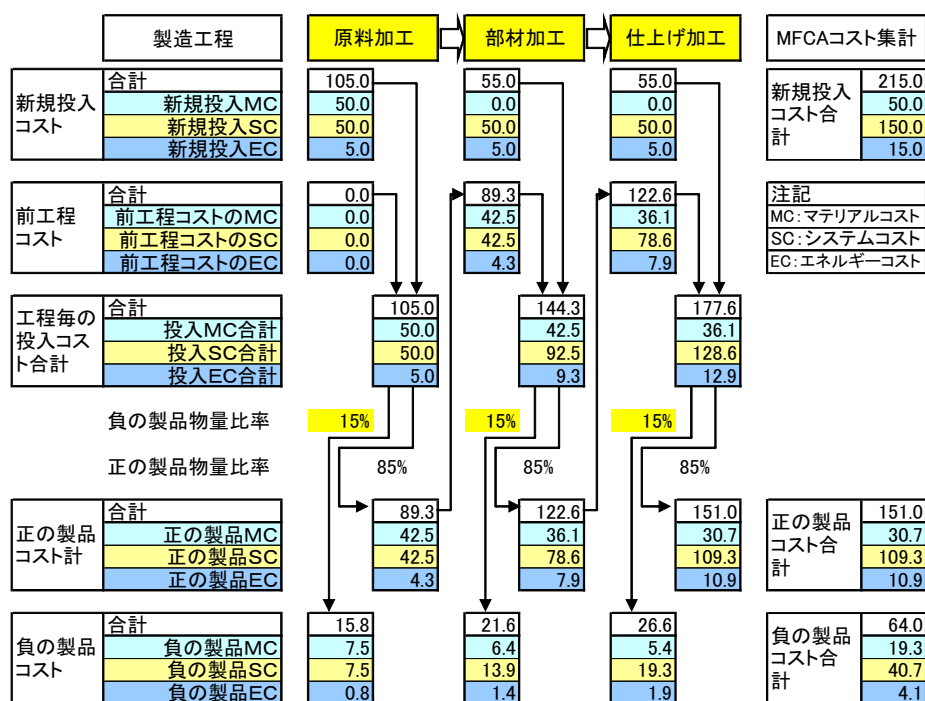 製造工程 原料加工 部材加工 仕上げ加工 MFCAコスト集計
新規投入コスト 合計 105.0 55.0 55.0 新規投入コスト合計 215.0
新規投入MC 50.0 0.0 0.0 50.0
新規投入SC 50.0 50.0 50.0 150.0
新規投入EC 5.0 5.0 5.0 15.0
前工程コスト 合計 0.0 89.3 122.6 注記
前工程コストのMC 0.0 42.5 36.1 MC:マテリアルコスト
前工程コストのSC 0.0 42.5 78.6 SC:システムコスト
前工程コストのEC 0.0 4.3 7.9 EC:エネルギーコスト
工程毎の投入コスト合計 合計 105.0 144.3 177.6
投入MC合計 50.0 42.5 36.1
投入SC合計 50.0 92.5 128.6
投入EC合計 5.0 9.3 12.9
負の製品物量比率 15% 15% 15%
正の製品物量比率 85% 85% 85%
正の製品コスト計 合計 89.3 122.6 151.0 正の製品コスト合計 151.0
正の製品MC 42.5 36.1 30.7 30.7
正の製品SC 42.5 78.6 109.3 109.3
正の製品EC 4.3 7.9 10.9 10.9
負の製品コスト 合計 15.8 21.6 26.6 負の製品コスト合計 64.0
負の製品MC 7.5 6.4 5.4 19.3
負の製品SC 7.5 13.9 19.3 40.7
負の製品EC 0.8 1.4 1.9 4.1